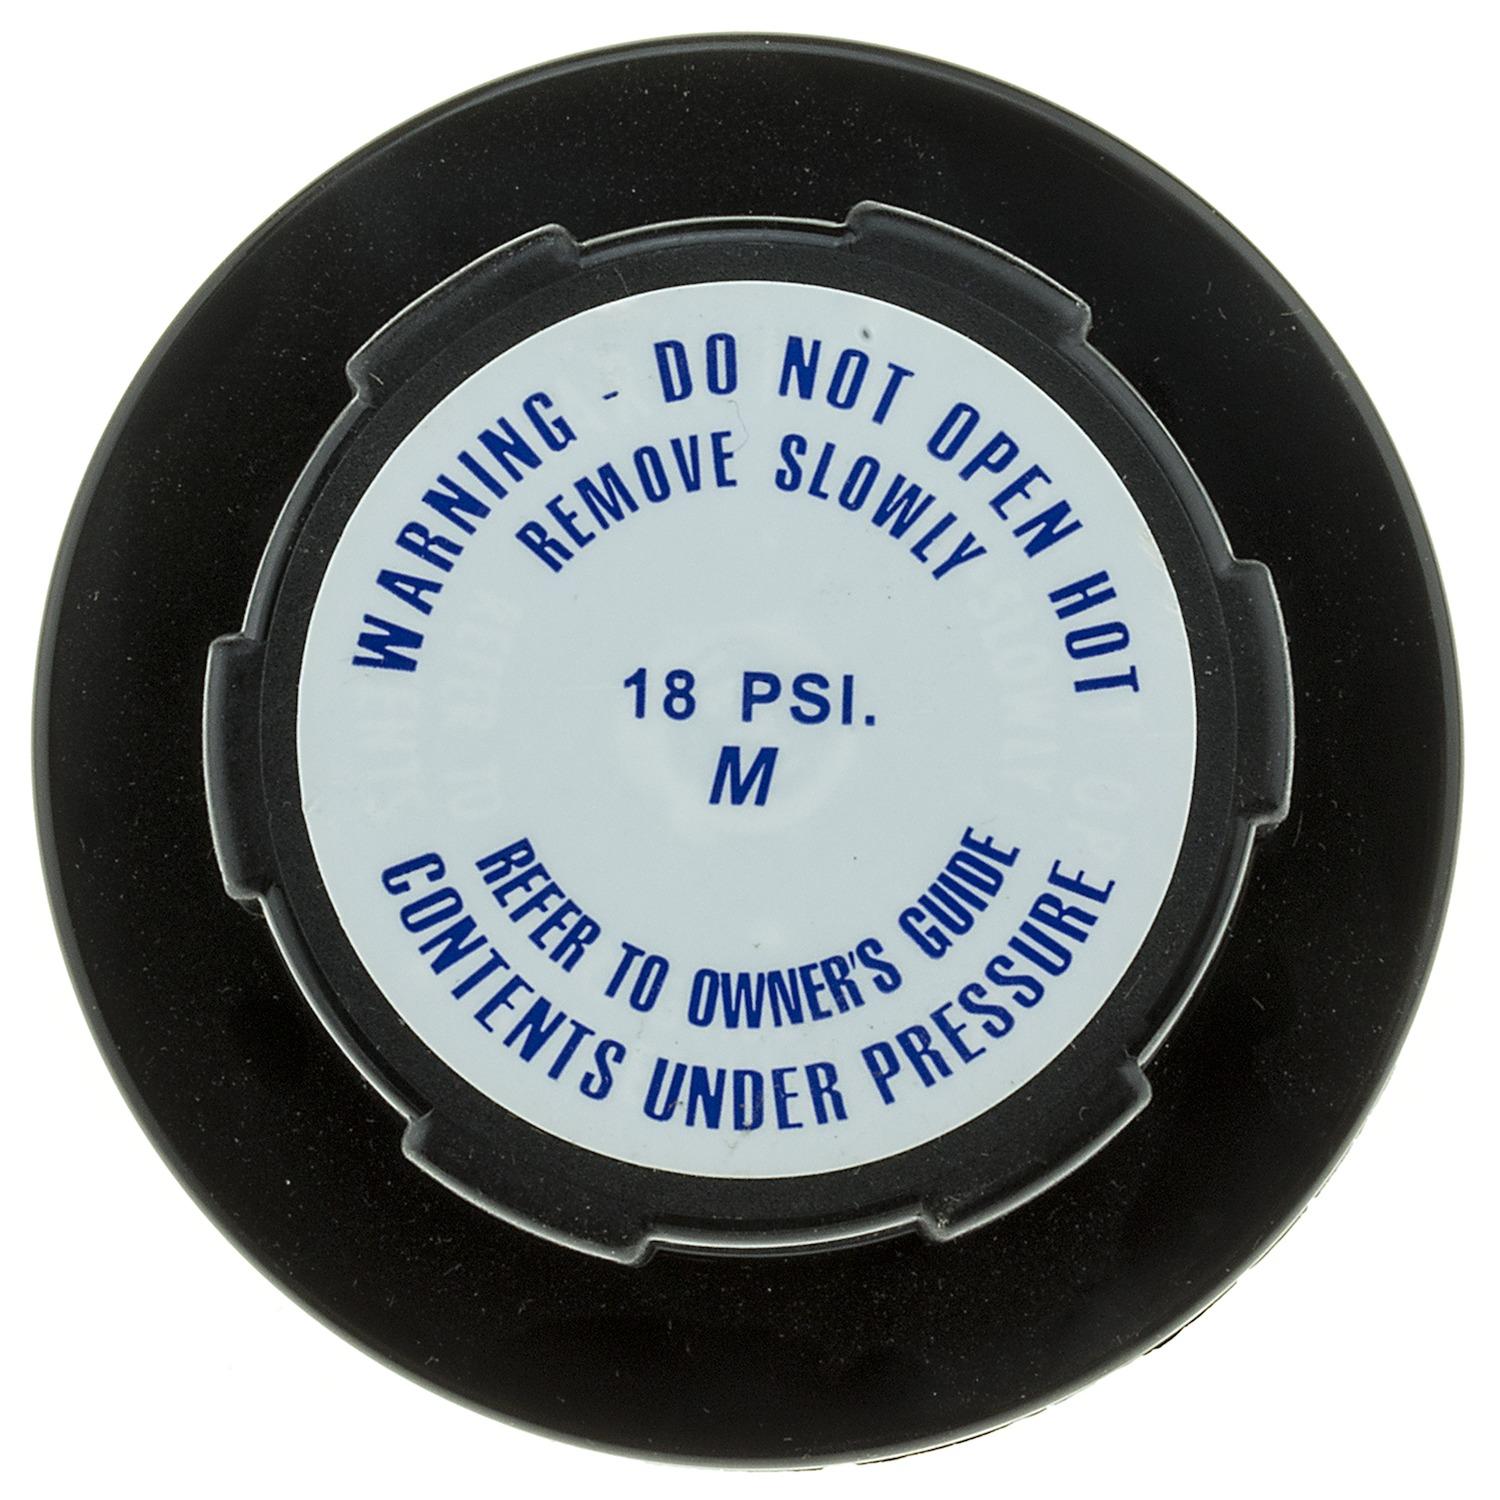 WARNING - DO NOT OPEN HOT
REMOVE SLOWLY
18 PSI.
M
REFER TO OWNER'S GUIDE
CONTENTS UNDER PRESSURE